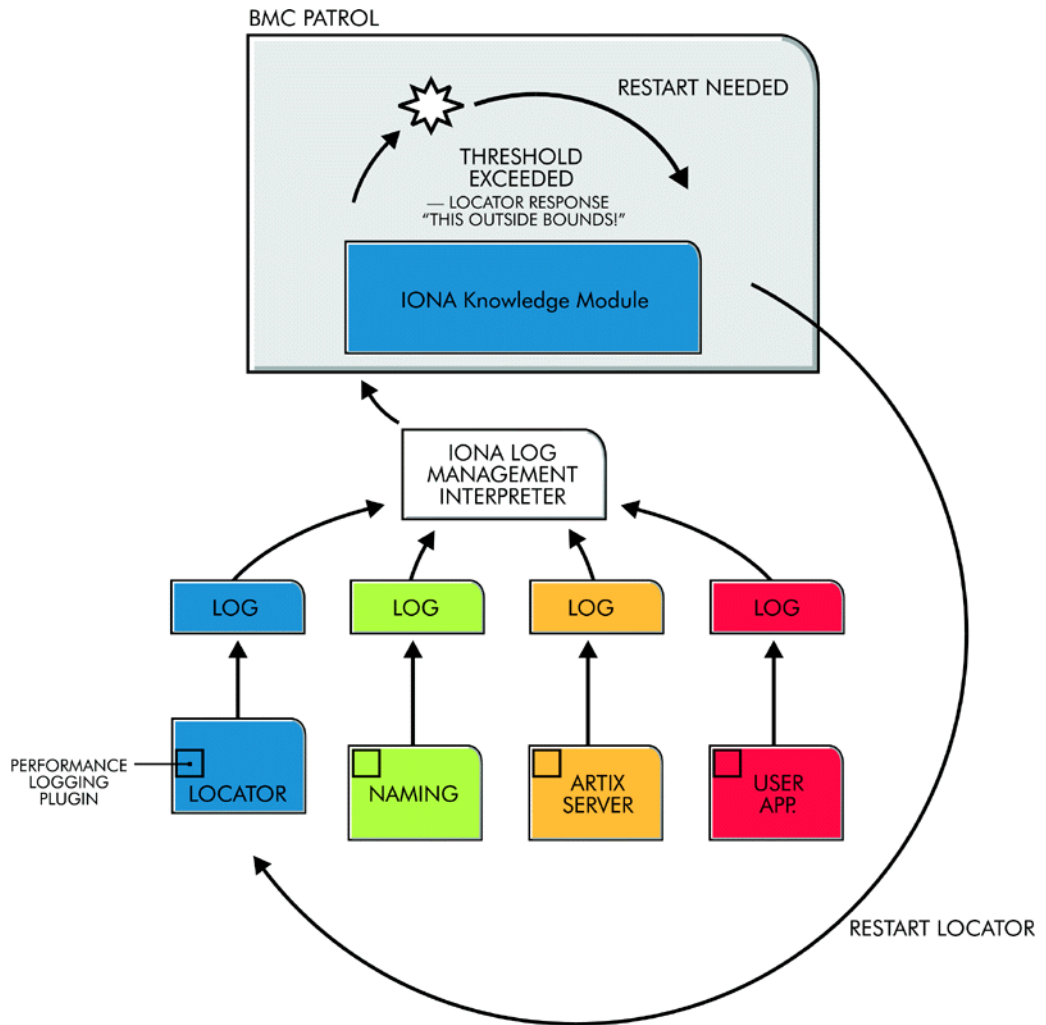 BMC PATROL
RESTART NEEDED
THRESHOLD
EXCEEDED
— LOCATOR RESPONSE
“THIS OUTSIDE BOUNDS!”
IONA Knowledge Module
IONA LOG
MANAGEMENT
INTERPRETER
LOG
LOG
LOG
LOG
PERFORMANCE
LOGGING
PLUGIN
LOCATOR
NAMING
ARTIX
SERVER
USER
APP.
RESTART LOCATOR